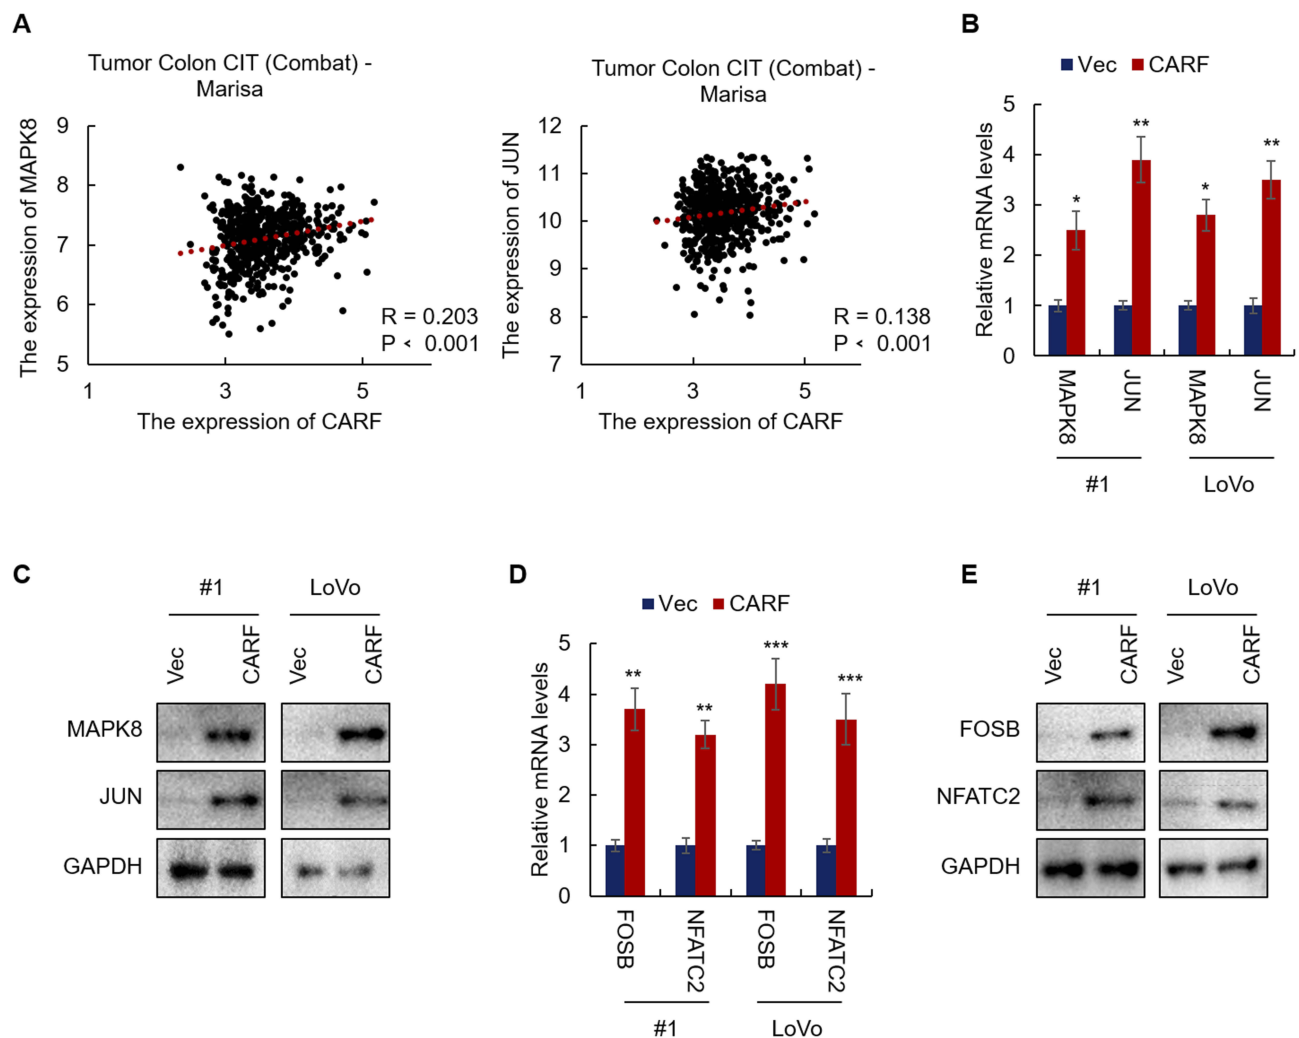 A
Tumor Colon CIT (Combat) -
Marisa
The expression of MAPK8
9
8
7
6
5
R = 0.203
P < 0.001
1
3
5
The expression of CARF
Tumor Colon CIT (Combat) -
Marisa
The expression of JUN
12
11
10
9
8
7
R = 0.138
P < 0.001
1
3
5
The expression of CARF
B
Vec
CARF
Relative mRNA levels
5
4
3
2
1
0
*
**
*
**
MAPK8
JUN
MAPK8
JUN
#1
LoVo
C
#1
LoVo
Vec
CARF
Vec
CARF
MAPK8
JUN
GAPDH
D
Vec
CARF
Relative mRNA levels
5
4
3
2
1
0
**
**
***
***
FOSB
NFATC2
FOSB
NFATC2
#1
LoVo
E
#1
LoVo
Vec
CARF
Vec
CARF
FOSB
NFATC2
GAPDH